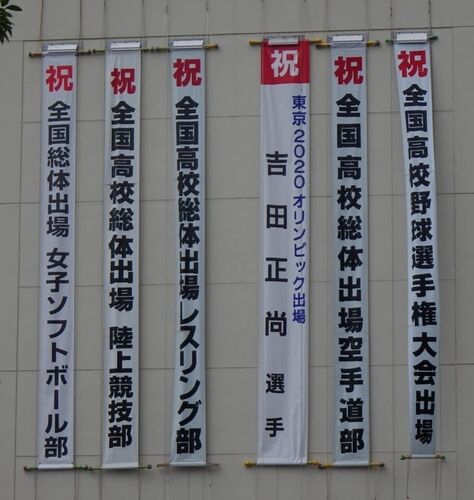 祝 全国高校野球選手権大会出場
祝 全国高校総体出場空手道部
祝
東京2020オリンピック出場
吉田正尚選手
祝 全国高校総体出場レスリング部
祝 全国高校総体出場 陸上競技部
祝 全国総体出場 女子ソフトボール部